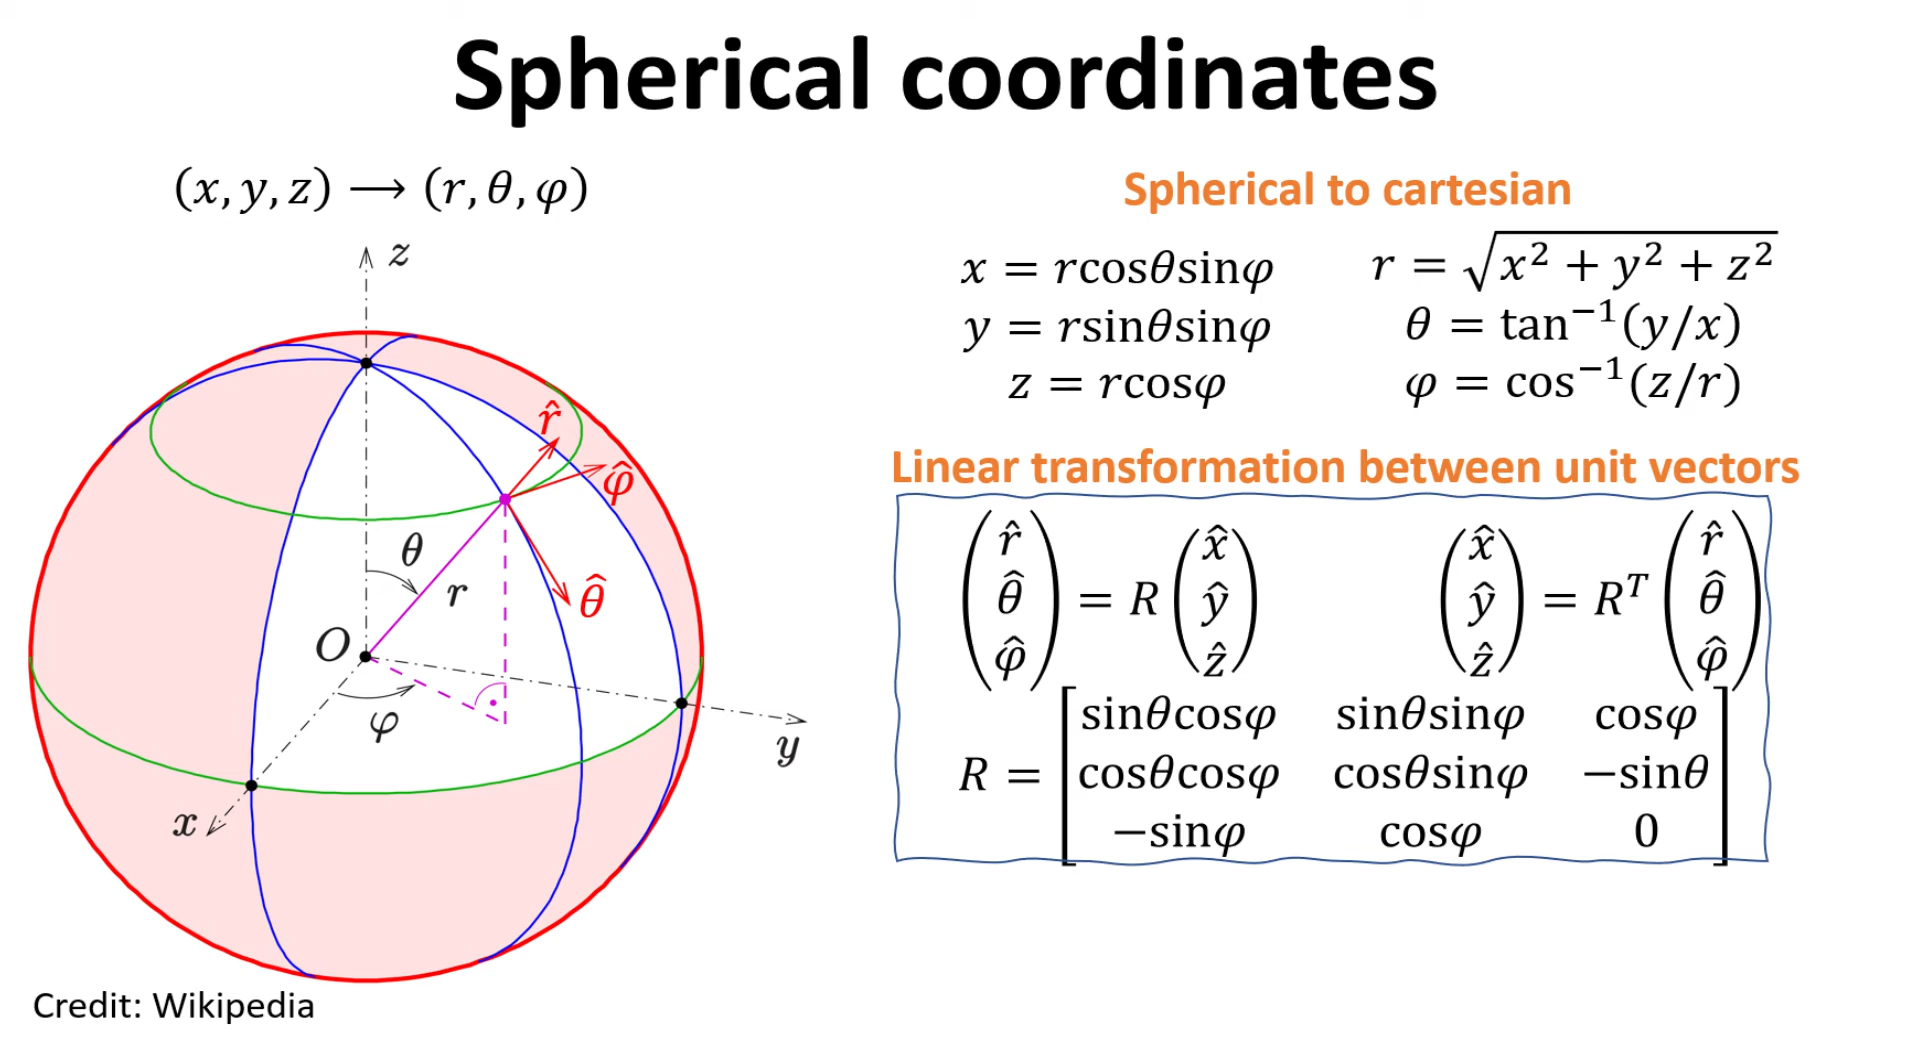 Spherical coordinates
(x, y, z) ⟶ (r, θ, φ)
z
r̂
φ̂
θ
r
θ̂
O
φ
y
x
Credit: Wikipedia
Spherical to cartesian
x = rcosθsinφ
y = rsinθsinφ
z = rcosφ
r = √(x² + y² + z²)
θ = tan⁻¹(y/x)
φ = cos⁻¹(z/r)
Linear transformation between unit vectors
(r̂ θ̂ φ̂) = R (x̂ ŷ ẑ)
(x̂ ŷ ẑ) = Rᵀ (r̂ θ̂ φ̂)
R = [sinθcosφ sinθsinφ cosφ
cosθcosφ cosθsinφ −sinθ
−sinφ cosφ 0]